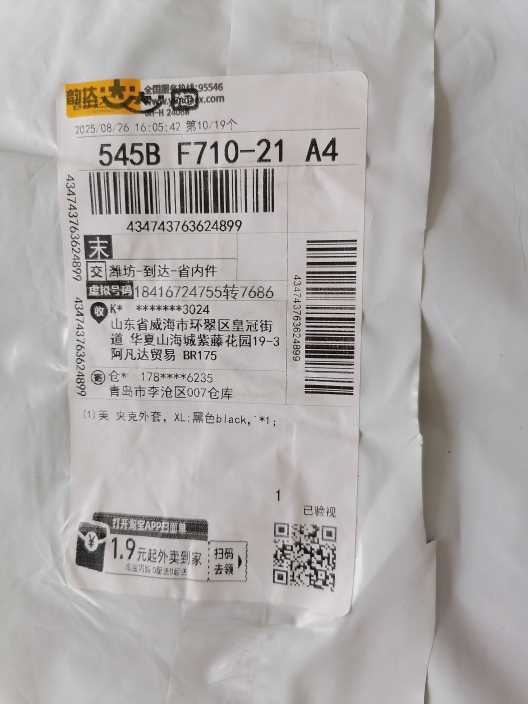 韵达
全国服务热线:95546
www.yundaex.com
2025/08/26 16:05:42 第10/19个
545B F710-21 A4
434743763624899
434743763624899
434743763624899
434743763624899
末
交 潍坊-到达-省内件
虚拟号码 18416724755转7686
收 K* *******3024
山东省威海市环翠区皇冠街
道 华夏山海城紫藤花园19-3
阿凡达贸易 BR175
寄 仓* 178****6235
青岛市李沧区007仓库
(1)美 夹克外套, XL:黑色black, *1;
1
已验视
打开淘宝APP扫面单
1.9元起外卖到家
扫码
去领